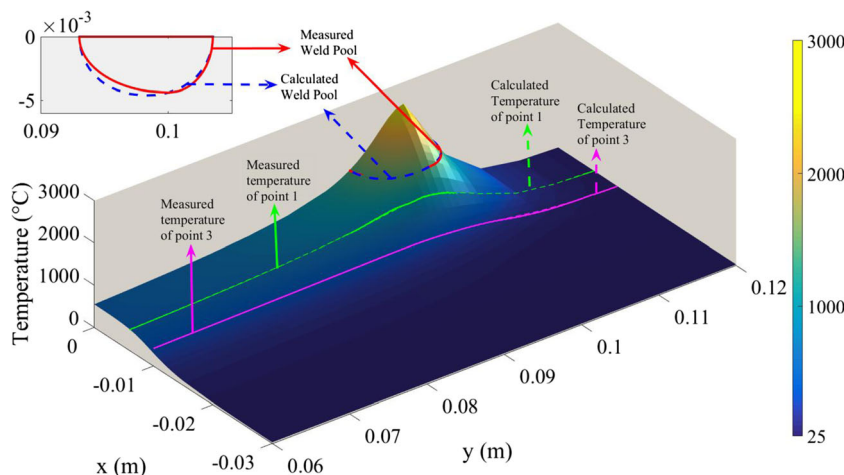 ×10⁻³
0
-5
0.09
0.1
Measured
Weld Pool
Calculated
Weld Pool
Calculated
Temperature
of point 1
Calculated
Temperature
of point 3
Measured
temperature
of point 1
Measured
temperature
of point 3
Temperature (°C)
3000
2000
1000
0
0
-0.01
-0.02
-0.03
x (m)
0.06
0.07
0.08
0.09
0.1
0.11
0.12
y (m)
3000
2000
1000
25